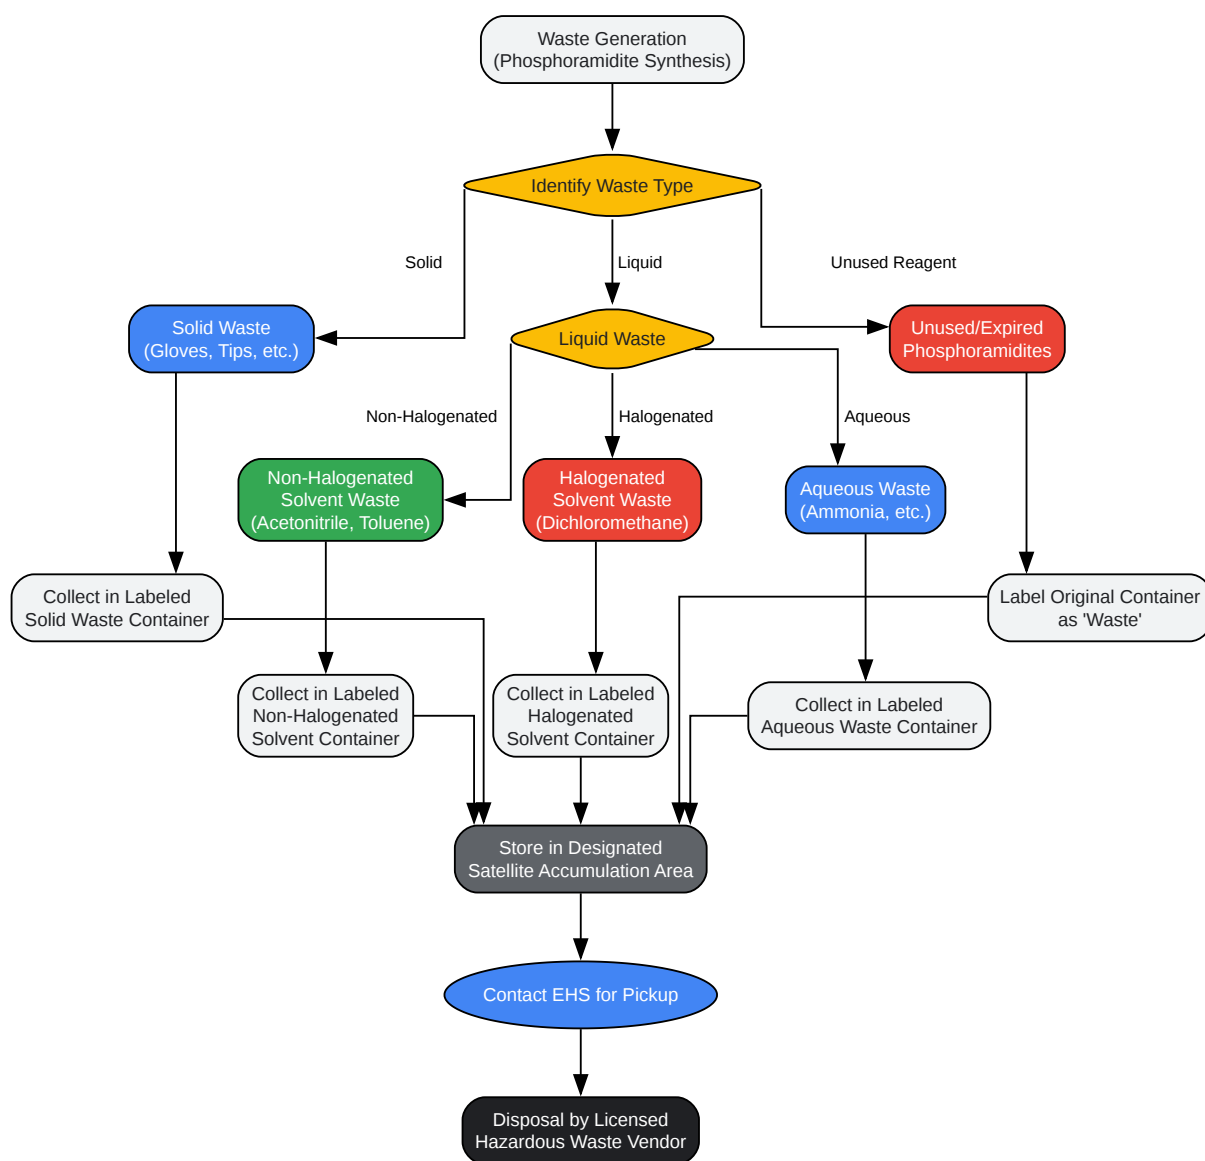 Waste Generation
(Phosphoramidite Synthesis)
Identify Waste Type
Solid
Liquid
Unused Reagent
Solid Waste
(Gloves, Tips, etc.)
Liquid Waste
Unused/Expired
Phosphoramidites
Non-Halogenated
Halogenated
Aqueous
Non-Halogenated
Solvent Waste
(Acetonitrile, Toluene)
Halogenated
Solvent Waste
(Dichloromethane)
Aqueous Waste
(Ammonia, etc.)
Collect in Labeled
Solid Waste Container
Label Original Container
as 'Waste'
Collect in Labeled
Non-Halogenated
Solvent Container
Collect in Labeled
Halogenated
Solvent Container
Collect in Labeled
Aqueous Waste Container
Store in Designated
Satellite Accumulation Area
Contact EHS for Pickup
Disposal by Licensed
Hazardous Waste Vendor